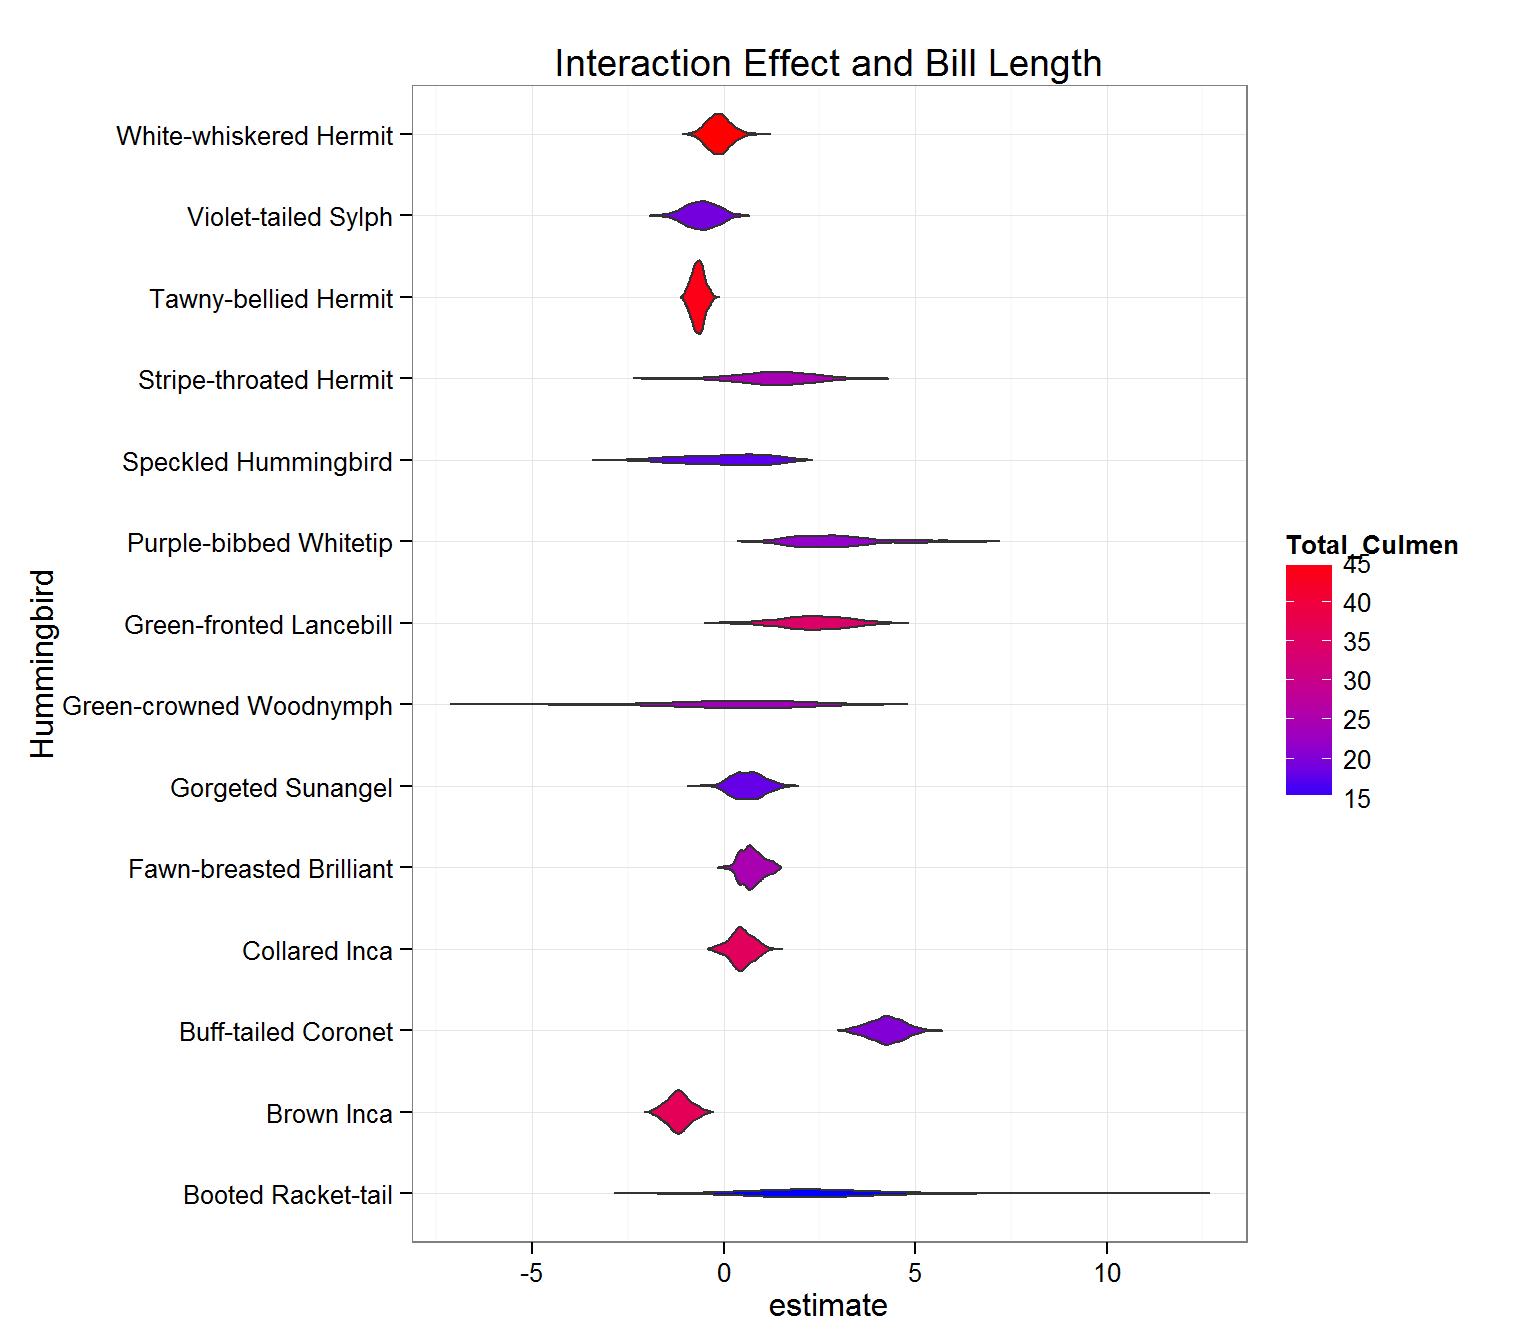 Interaction Effect and Bill Length
White-whiskered Hermit
Violet-tailed Sylph
Tawny-bellied Hermit
Stripe-throated Hermit
Speckled Hummingbird
Purple-bibbed Whitetip
Green-fronted Lancebill
Green-crowned Woodnymph
Gorgeted Sunangel
Fawn-breasted Brilliant
Collared Inca
Buff-tailed Coronet
Brown Inca
Booted Racket-tail
Hummingbird
-5 0 5 10
estimate
Total_Culmen
45
40
35
30
25
20
15